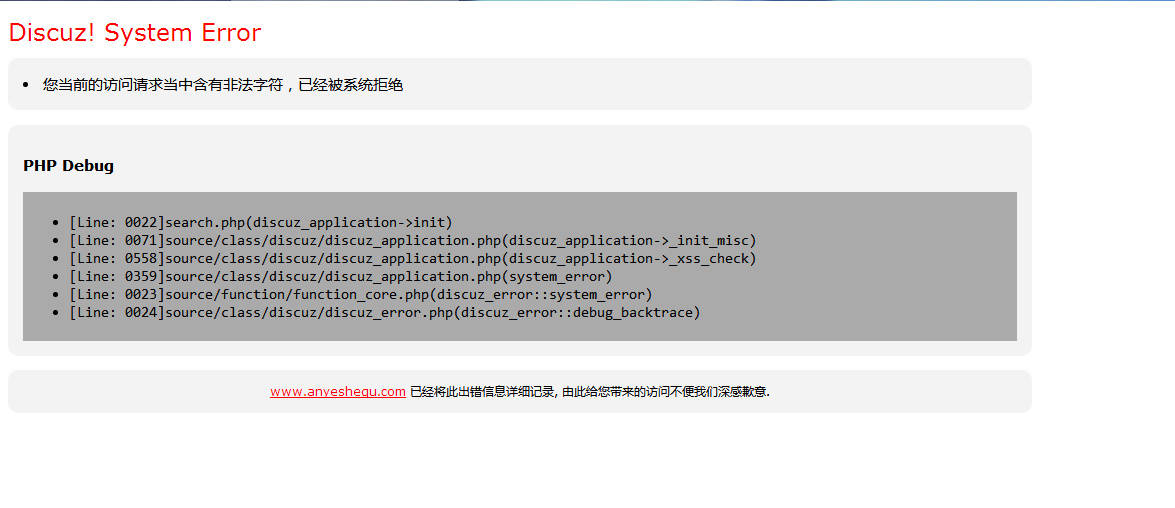 Discuz! System Error
您当前的访问请求当中含有非法字符，已经被系统拒绝
PHP Debug
[Line: 0022]search.php(discuz_application->init)
[Line: 0071]source/class/discuz/discuz_application.php(discuz_application->_init_misc)
[Line: 0558]source/class/discuz/discuz_application.php(discuz_application->_xss_check)
[Line: 0359]source/class/discuz/discuz_application.php(system_error)
[Line: 0023]source/function/function_core.php(discuz_error::system_error)
[Line: 0024]source/class/discuz/discuz_error.php(discuz_error::debug_backtrace)
www.anyeshequ.com 已经将此出错信息详细记录, 由此给您带来的访问不便我们深感歉意.